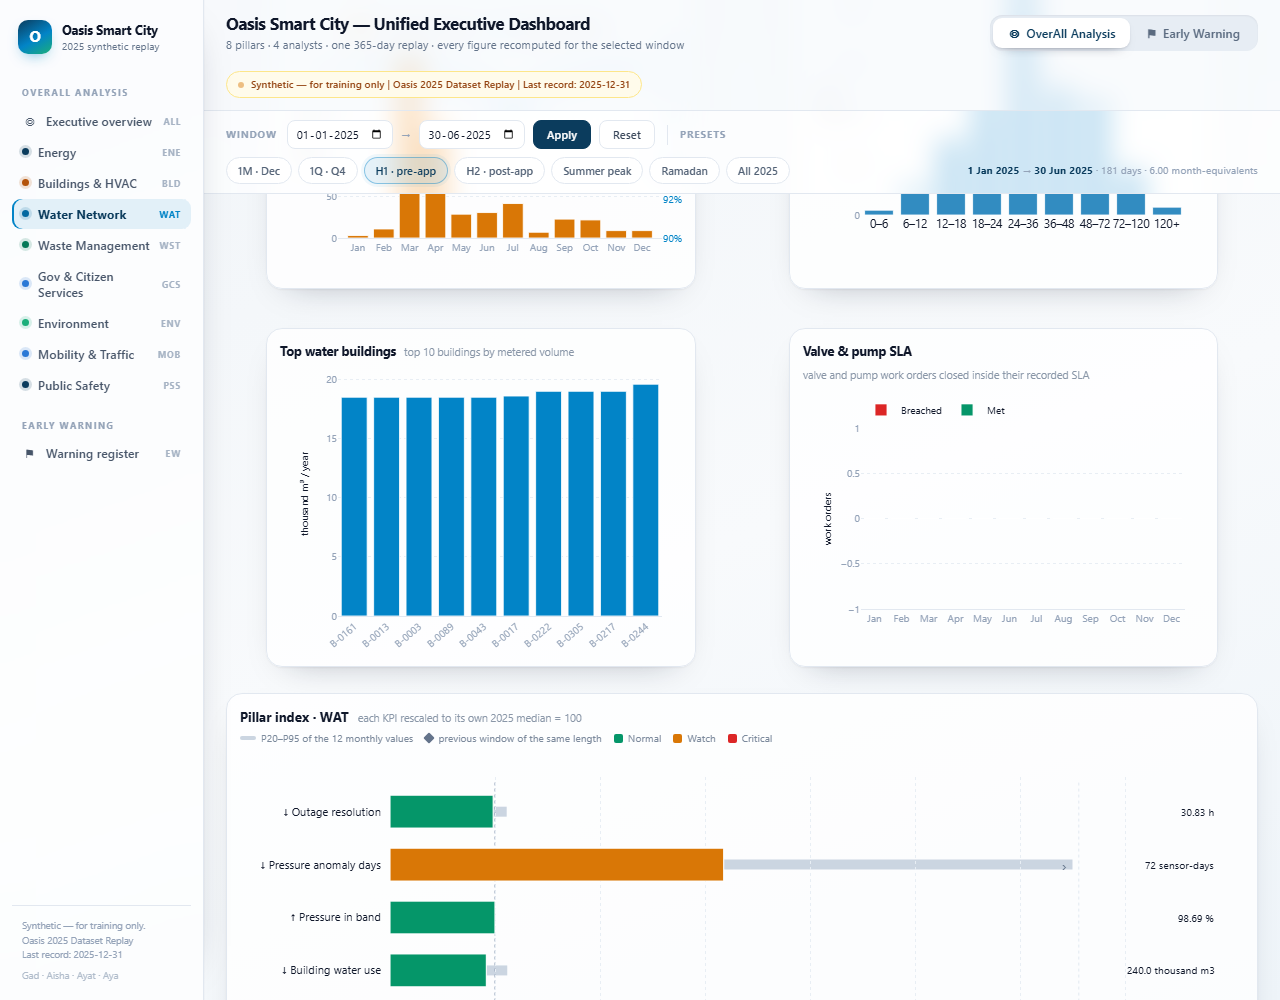 O
Oasis Smart City
2025 synthetic replay
OVERALL ANALYSIS
◎ Executive overview ALL
Energy ENE
Buildings & HVAC BLD
Water Network WAT
Waste Management WST
Gov & Citizen
Services GCS
Environment ENV
Mobility & Traffic MOB
Public Safety PSS
EARLY WARNING
⚑ Warning register EW
Synthetic — for training only.
Oasis 2025 Dataset Replay
Last record: 2025-12-31
Gad · Aisha · Ayat · Aya
Oasis Smart City — Unified Executive Dashboard
8 pillars · 4 analysts · one 365-day replay · every figure recomputed for the selected window
◎ OverAll Analysis ⚑ Early Warning
Synthetic — for training only | Oasis 2025 Dataset Replay | Last record: 2025-12-31
WINDOW 01-01-2025 → 30-06-2025 Apply Reset PRESETS
1M · Dec 1Q · Q4 H1 · pre-app H2 · post-app Summer peak Ramadan All 2025
1 Jan 2025 → 30 Jun 2025 · 181 days · 6.00 month-equivalents
50 92%
0 90%
Jan Feb Mar Apr May Jun Jul Aug Sep Oct Nov Dec
0
0–6 6–12 12–18 18–24 24–36 36–48 48–72 72–120 120+
Top water buildings top 10 buildings by metered volume
thousand m³ / year
20
15
10
5
0
B-0161 B-0013 B-0003 B-0089 B-0043 B-0017 B-0222 B-0305 B-0217 B-0244
Valve & pump SLA
valve and pump work orders closed inside their recorded SLA
Breached Met
work orders
1
0.5
0
−0.5
−1
Jan Feb Mar Apr May Jun Jul Aug Sep Oct Nov Dec
Pillar index · WAT each KPI rescaled to its own 2025 median = 100
P20–P95 of the 12 monthly values previous window of the same length Normal Watch Critical
↓ Outage resolution 30.83 h
↓ Pressure anomaly days › 72 sensor-days
↑ Pressure in band 98.69 %
↓ Building water use 240.0 thousand m3